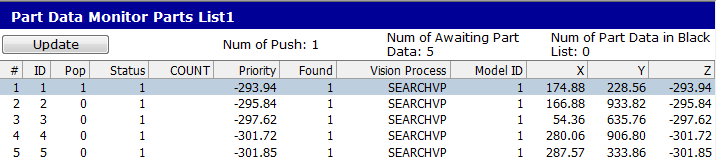 Part Data Monitor Parts List1
Update Num of Push: 1 Num of Awaiting Part Data: 5 Num of Part Data in Black List: 0
# ID Pop Status COUNT Priority Found Vision Process Model ID X Y Z
1 1 1 1 -293.94 1 SEARCHVP 1 174.88 228.56 -293.94
2 2 0 1 -295.84 1 SEARCHVP 1 166.88 933.82 -295.84
3 3 0 1 -297.62 1 SEARCHVP 1 54.36 635.76 -297.62
4 4 0 1 -301.72 1 SEARCHVP 1 280.06 906.80 -301.72
5 5 0 1 -301.85 1 SEARCHVP 1 287.57 333.86 -301.85